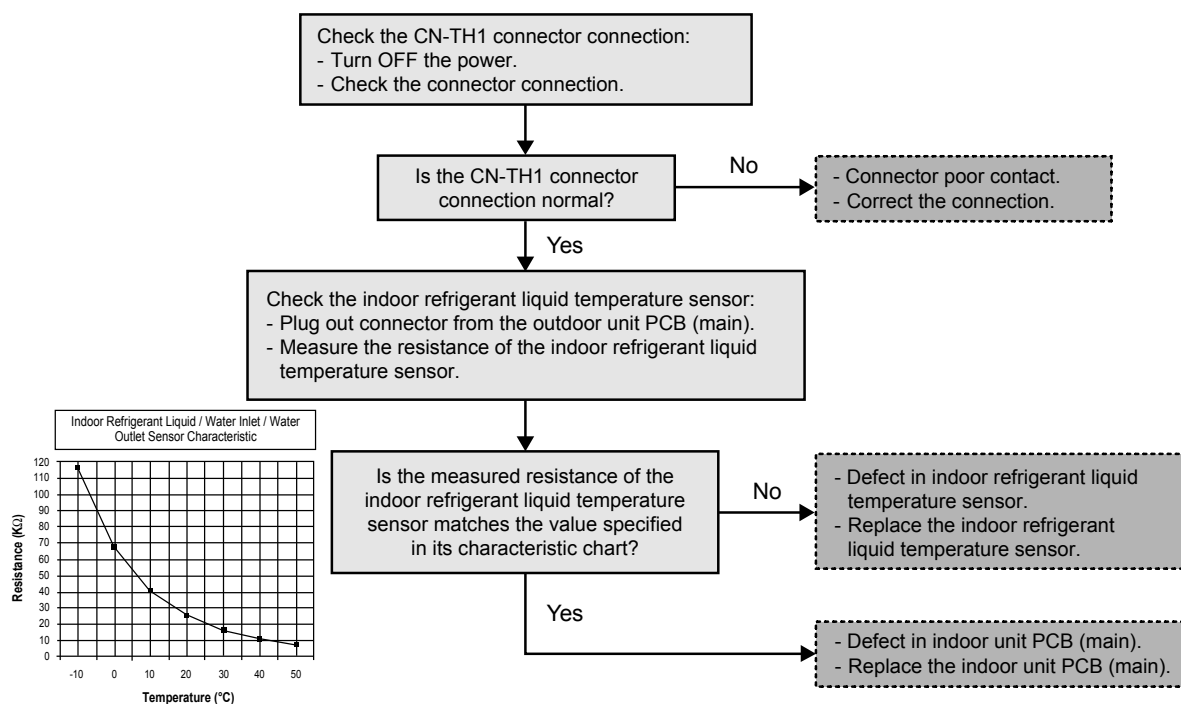 Check the CN-TH1 connector connection:
- Turn OFF the power.
- Check the connector connection.
Is the CN-TH1 connector
connection normal?
No
- Connector poor contact.
- Correct the connection.
Yes
Check the indoor refrigerant liquid temperature sensor:
- Plug out connector from the outdoor unit PCB (main).
- Measure the resistance of the indoor refrigerant liquid
temperature sensor.
Indoor Refrigerant Liquid / Water Inlet / Water
Outlet Sensor Characteristic
Resistance (KΩ)
120
110
100
90
80
70
60
50
40
30
20
10
0
-10 0 10 20 30 40 50
Temperature (°C)
Is the measured resistance of the
indoor refrigerant liquid temperature
sensor matches the value specified
in its characteristic chart?
No
- Defect in indoor refrigerant liquid
temperature sensor.
- Replace the indoor refrigerant
liquid temperature sensor.
Yes
- Defect in indoor unit PCB (main).
- Replace the indoor unit PCB (main).